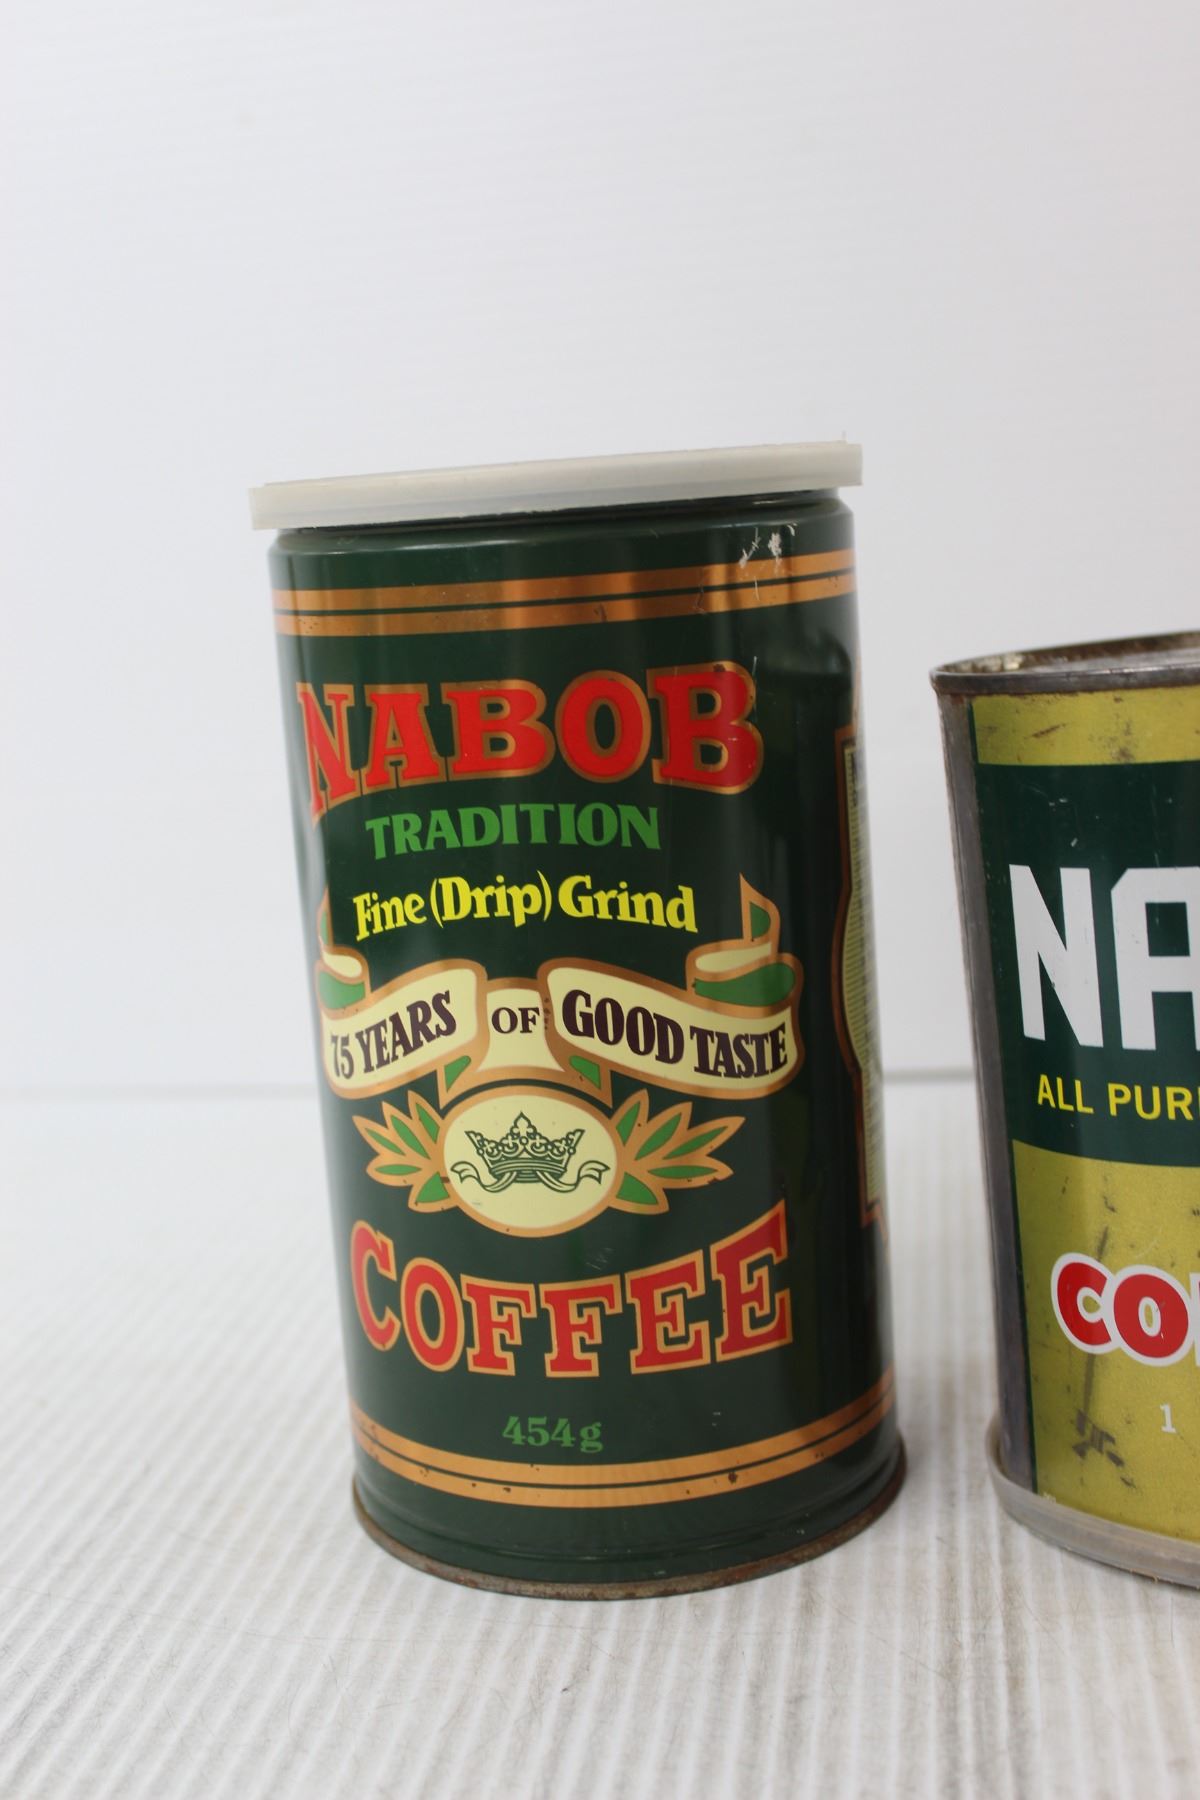 NABOB
TRADITION
Fine (Drip) Grind
75 YEARS OF GOOD TASTE
COFFEE
454g
NA
ALL PUR
CO
1